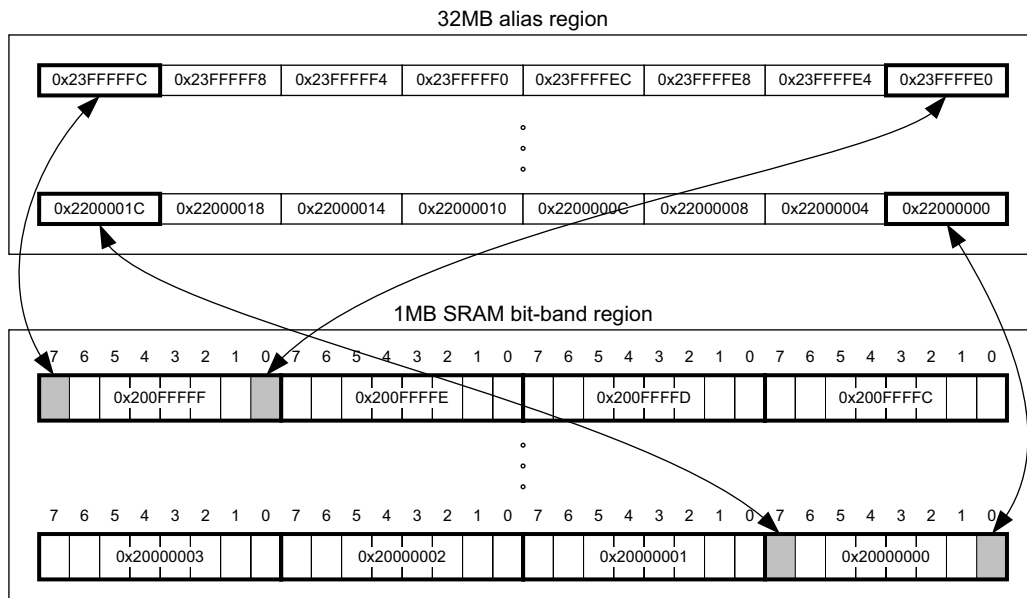 32MB alias region
0x23FFFFFC 0x23FFFFF8 0x23FFFFF4 0x23FFFFF0 0x23FFFFEC 0x23FFFFE8 0x23FFFFE4 0x23FFFFE0
0x2200001C 0x22000018 0x22000014 0x22000010 0x2200000C 0x22000008 0x22000004 0x22000000
1MB SRAM bit-band region
7 6 5 4 3 2 1 0 7 6 5 4 3 2 1 0 7 6 5 4 3 2 1 0 7 6 5 4 3 2 1 0
0x200FFFFF 0x200FFFFE 0x200FFFFD 0x200FFFFC
7 6 5 4 3 2 1 0 7 6 5 4 3 2 1 0 7 6 5 4 3 2 1 0 7 6 5 4 3 2 1 0
0x20000003 0x20000002 0x20000001 0x20000000